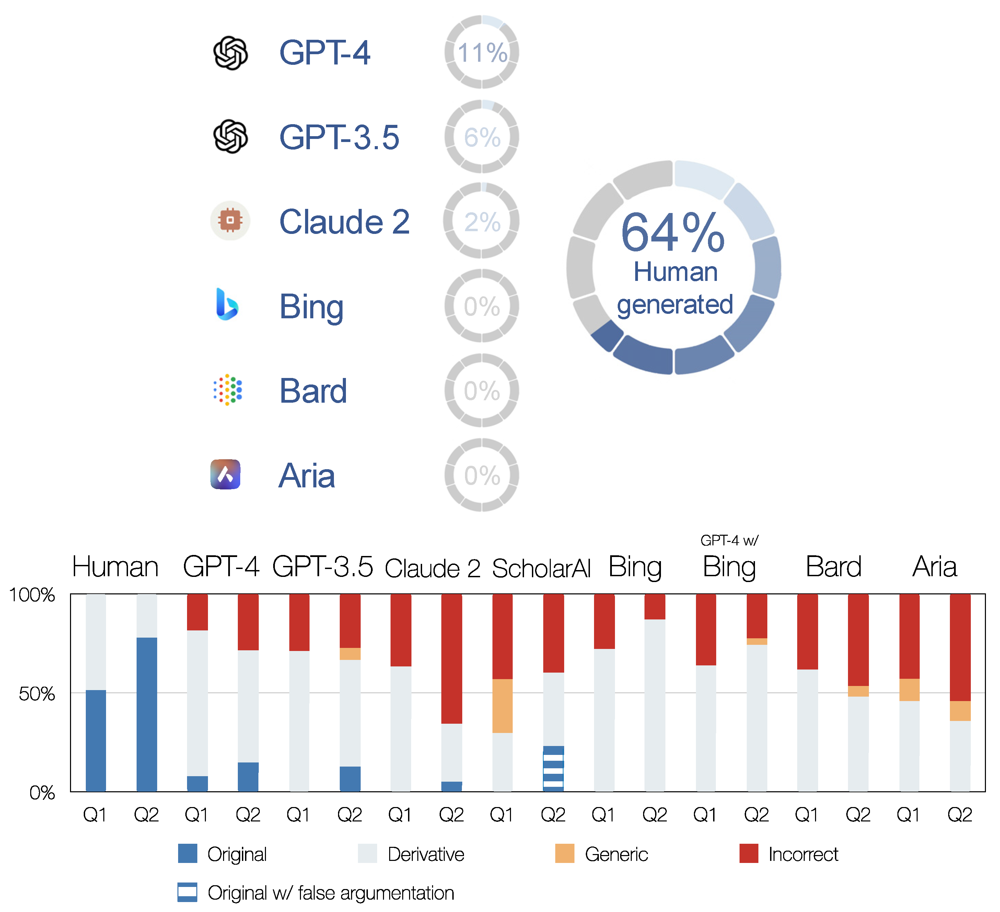 GPT-4 11%
GPT-3.5 6%
Claude 2 2%
Bing 0%
Bard 0%
Aria 0%
64%
Human
generated
GPT-4 w/
Human GPT-4 GPT-3.5 Claude 2 ScholarAI Bing Bing Bard Aria
100%
50%
0%
Q1 Q2 Q1 Q2 Q1 Q2 Q1 Q2 Q1 Q2 Q1 Q2 Q1 Q2 Q1 Q2 Q1 Q2
Original Derivative Generic Incorrect
Original w/ false argumentation